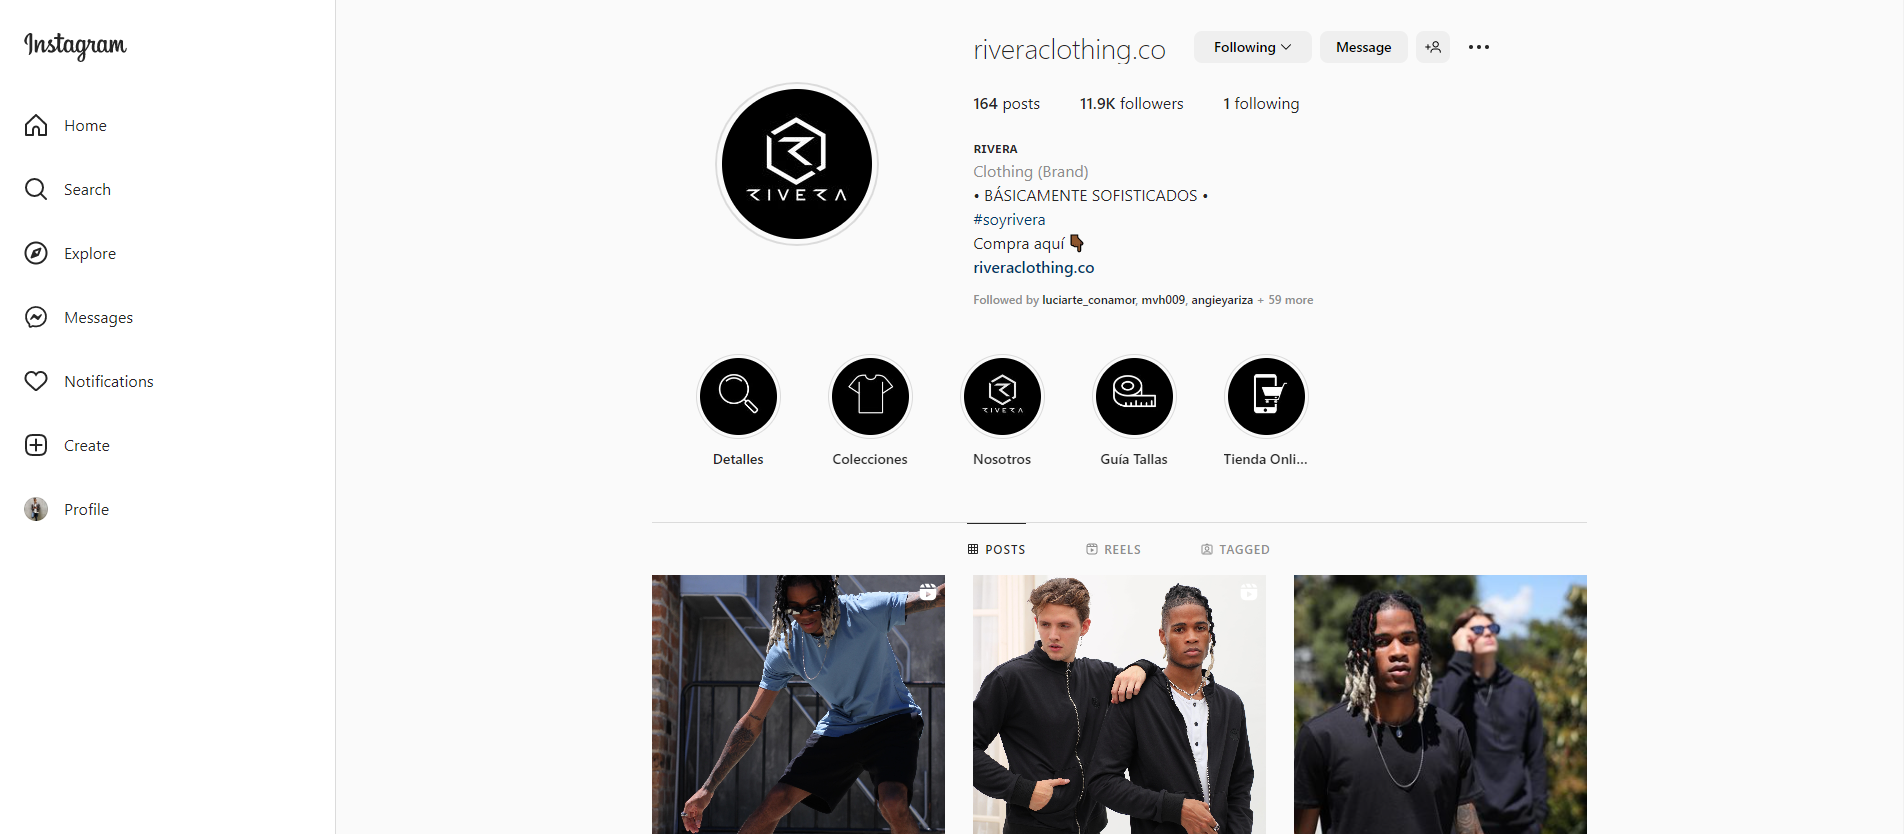 Instagram
Home
Search
Explore
Messages
Notifications
Create
Profile
riveraclothing.co
Following
Message
164 posts
11.9K followers
1 following
RIVERA
RIVERA
Clothing (Brand)
• BÁSICAMENTE SOFISTICADOS •
#soyrivera
Compra aquí 👇🏿
riveraclothing.co
Followed by luciarte_conamor, mvh009, angieyariza + 59 more
RIVERA
Detalles
Colecciones
Nosotros
Guía Tallas
Tienda Onli...
POSTS
REELS
TAGGED